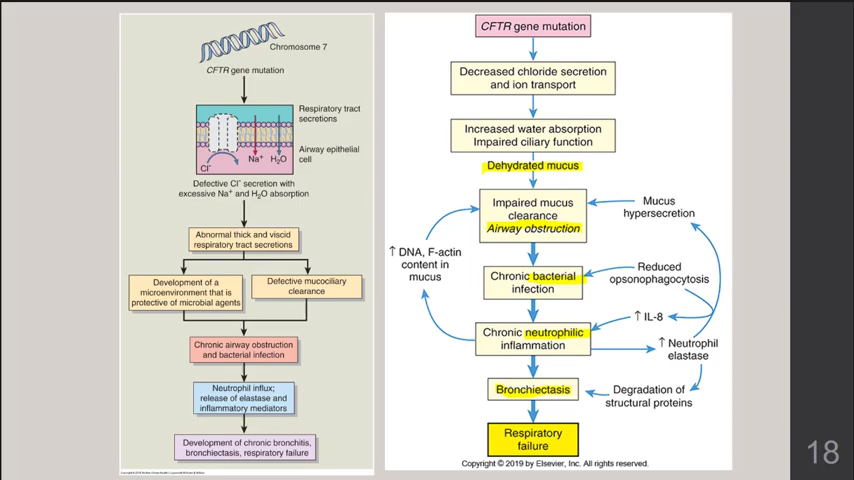 Chromosome 7
CFTR gene mutation
Respiratory tract
secretions
Airway epithelial
cell
Cl-
Na+
H2O
Defective Cl- secretion with
excessive Na+ and H2O absorption
Abnormal thick and viscid
respiratory tract secretions
Development of a
microenvironment that is
protective of microbial agents
Defective mucociliary
clearance
Chronic airway obstruction
and bacterial infection
Neutrophil influx;
release of elastase and
inflammatory mediators
Development of chronic bronchitis,
bronchiectasis, respiratory failure
CFTR gene mutation
Decreased chloride secretion
and ion transport
Increased water absorption
Impaired ciliary function
Dehydrated mucus
Impaired mucus
clearance
Airway obstruction
Mucus
hypersecretion
↑ DNA, F-actin
content in
mucus
Chronic bacterial
infection
Reduced
opsonophagocytosis
↑ IL-8
Chronic neutrophilic
inflammation
↑ Neutrophil
elastase
Bronchiectasis
Degradation of
structural proteins
Respiratory
failure
Copyright © 2019 by Elsevier, Inc. All rights reserved.
18